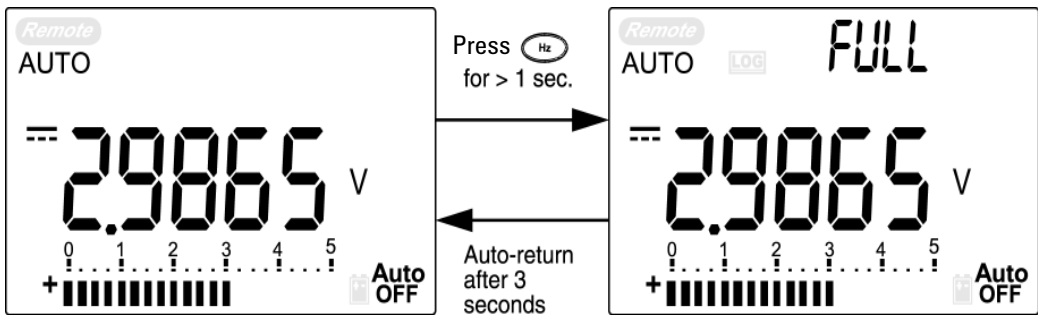 Remote
AUTO
2.9865 V
0 1 2 3 4 5
+
Auto
OFF
Press Hz
for > 1 sec.
Auto-return
after 3
seconds
Remote
AUTO LOG FULL
2.9865 V
0 1 2 3 4 5
+
Auto
OFF